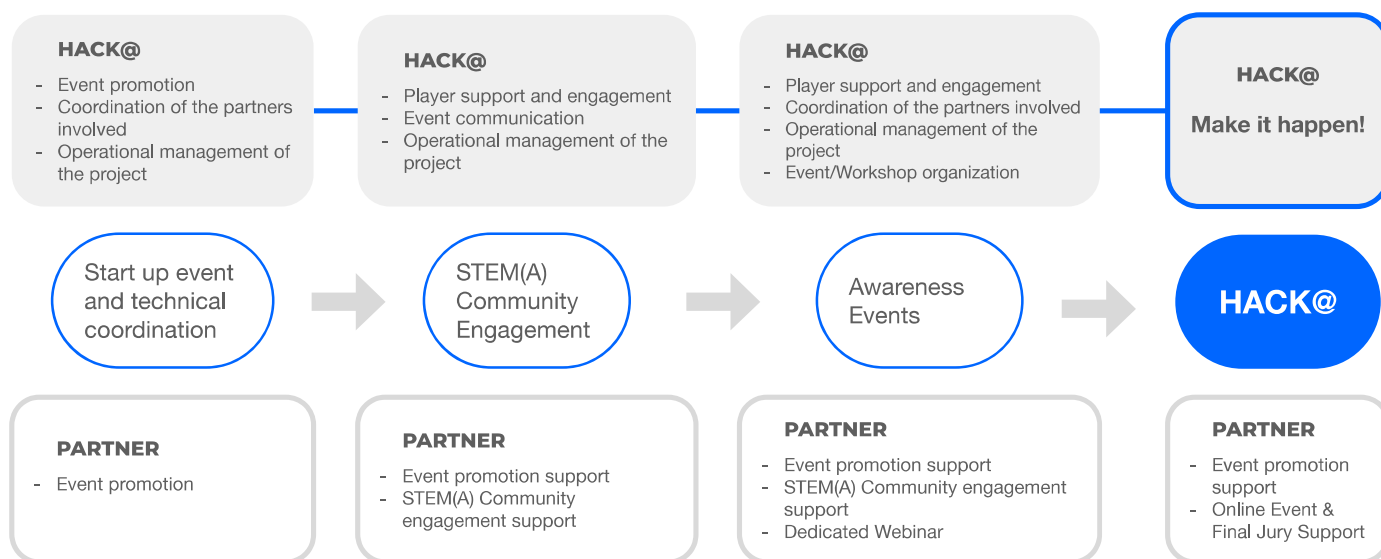 HACK@
- Event promotion
- Coordination of the partners
involved
- Operational management of
the project
HACK@
- Player support and engagement
- Event communication
- Operational management of the
project
HACK@
- Player support and engagement
- Coordination of the partners involved
- Operational management of the
project
- Event/Workshop organization
HACK@
Make it happen!
Start up event
and technical
coordination
STEM(A)
Community
Engagement
Awareness
Events
HACK@
PARTNER
- Event promotion
PARTNER
- Event promotion support
- STEM(A) Community
engagement support
PARTNER
- Event promotion support
- STEM(A) Community engagement
support
- Dedicated Webinar
PARTNER
- Event promotion
support
- Online Event &
Final Jury Support